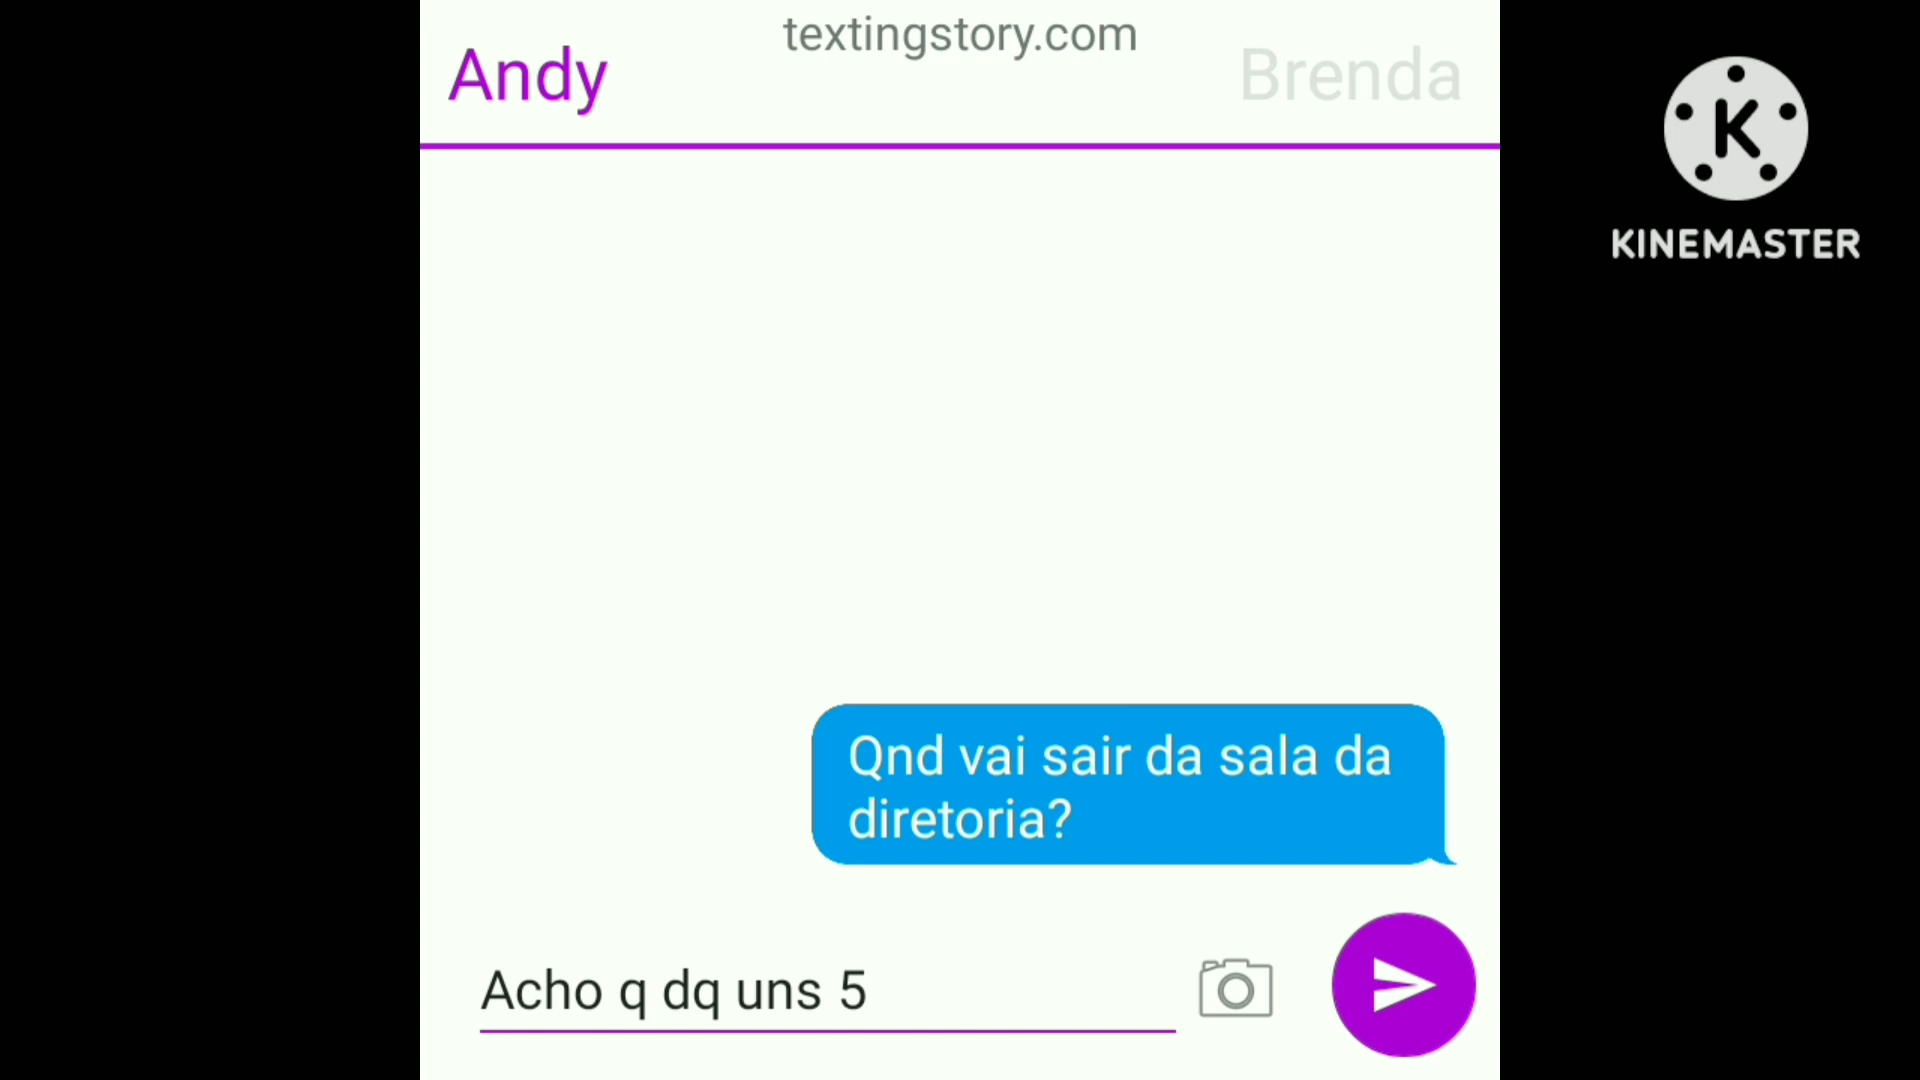 textingstory.com
Andy
Brenda
K
KINEMASTER
Qnd vai sair da sala da
diretoria?
Acho q dq uns 5